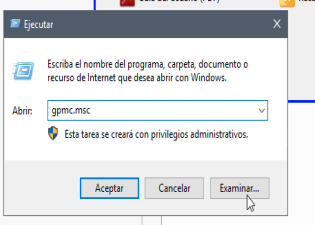 Ejecutar
Escriba el nombre del programa, carpeta, documento o
recurso de Internet que desea abrir con Windows.
Abrir:
gpmc.msc
Esta tarea se creará con privilegios administrativos.
Aceptar
Cancelar
Examinar...